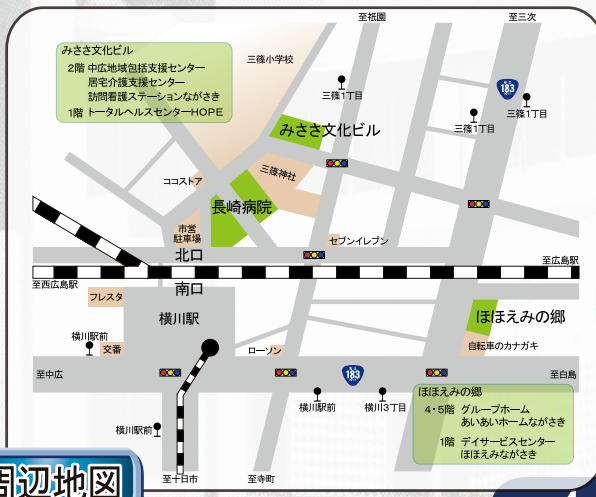 至祇園
至三次
みささ文化ビル
2階 中広地域包括支援センター
居宅介護支援センター
訪問看護ステーションながさき
1階 トータルヘルスセンターHOPE
三篠小学校
183
三篠1丁目
三篠1丁目
三篠1丁目
みささ文化ビル
三篠神社
ココストア
長崎病院
市営
駐車場
北口
セブンイレブン
至広島駅
至西広島駅
南口
フレスタ
横川駅
ほほえみの郷
横川駅前
交番
ローソン
自転車のカナガキ
至中広
183
至白島
横川駅前
横川3丁目
ほほえみの郷
4・5階 グループホーム
あいあいホームながさき
1階 デイサービスセンター
ほほえみながさき
横川駅前
至十日市
至寺町
周辺地図